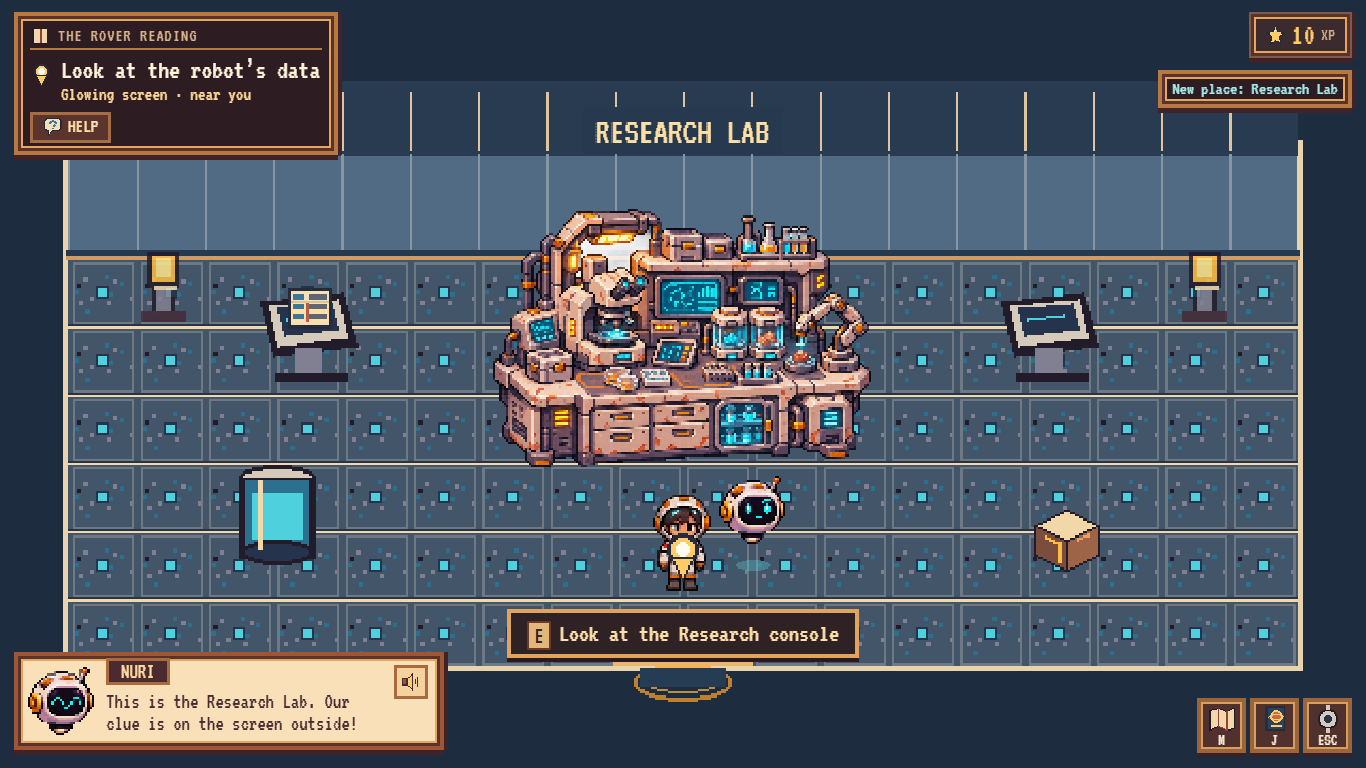 THE ROVER READING
Look at the robot's data
Glowing screen · near you
HELP
10 XP
New place: Research Lab
RESEARCH LAB
E Look at the Research console
NURI
This is the Research Lab. Our
clue is on the screen outside!
M
J
ESC